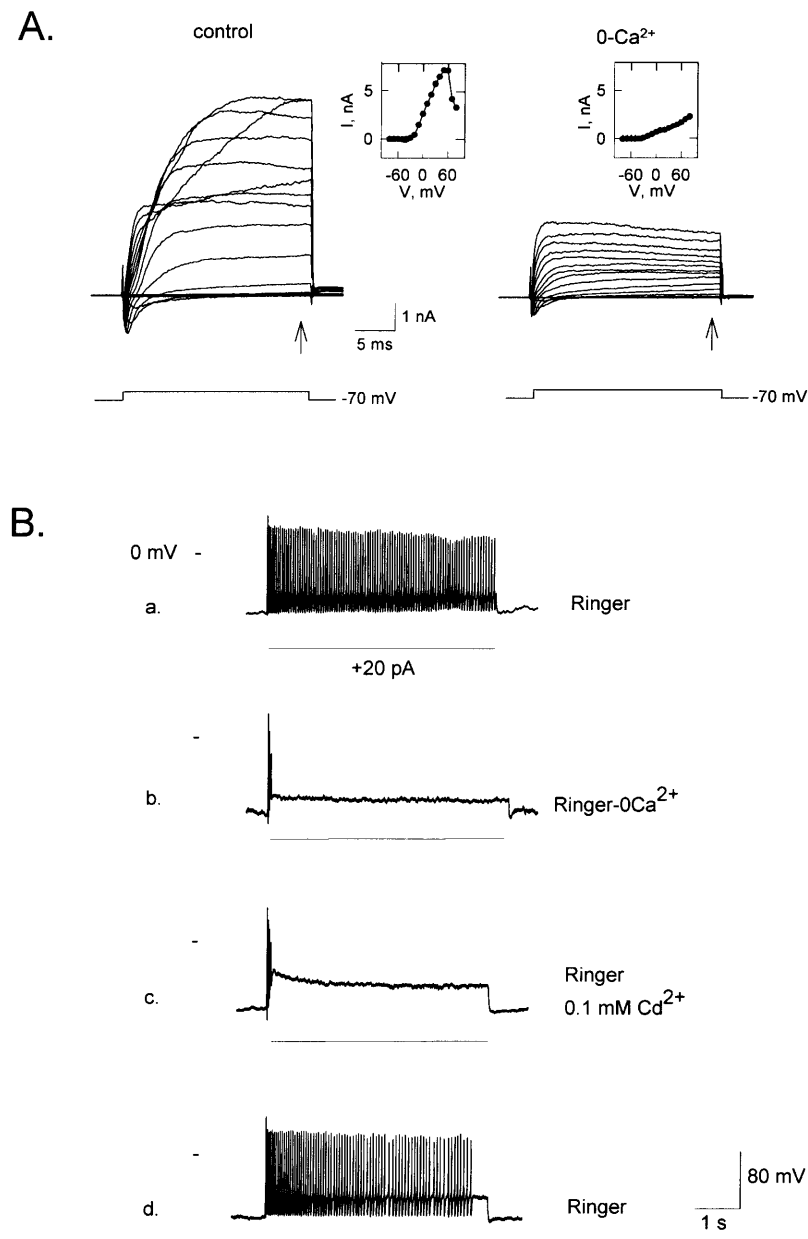 A.
control
0-Ca²⁺
I, nA
5
0
-60 0 60
V, mV
I, nA
5
0
-60 0 60
V, mV
1 nA
5 ms
-70 mV
-70 mV
B.
0 mV -
a.
Ringer
+20 pA
-
b.
Ringer-0Ca²⁺
-
c.
Ringer
0.1 mM Cd²⁺
-
d.
Ringer
80 mV
1 s